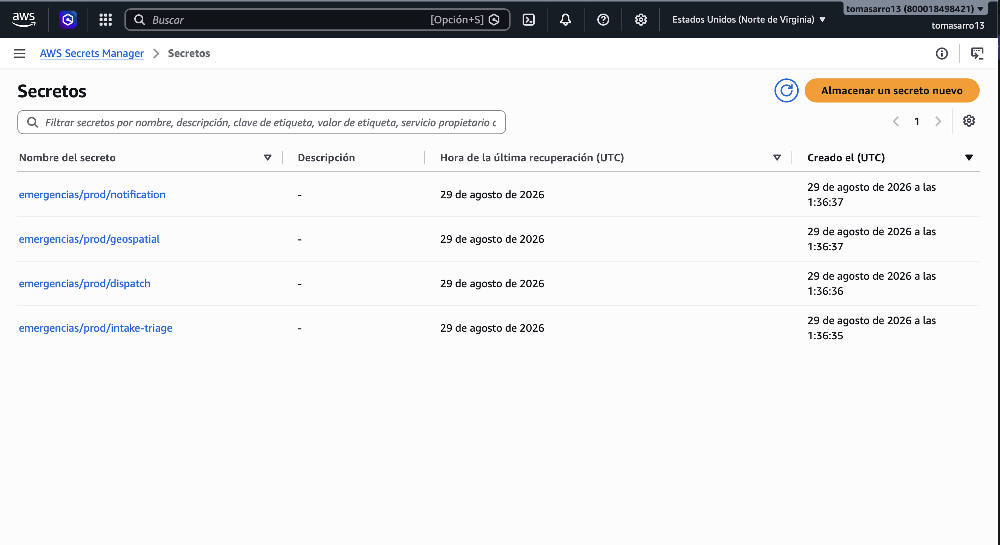 tomasarro13 (800018498421)
aws
Buscar
[Opción+S]
Estados Unidos (Norte de Virginia)
tomasarro13
AWS Secrets Manager
Secretos
Secretos
Almacenar un secreto nuevo
Filtrar secretos por nombre, descripción, clave de etiqueta, valor de etiqueta, servicio propietario
1
Nombre del secreto
Descripción
Hora de la última recuperación (UTC)
Creado el (UTC)
emergencias/prod/notification
-
29 de agosto de 2026
29 de agosto de 2026 a las
1:36:37
emergencias/prod/geospatial
-
29 de agosto de 2026
29 de agosto de 2026 a las
1:36:37
emergencias/prod/dispatch
-
29 de agosto de 2026
29 de agosto de 2026 a las
1:36:36
emergencias/prod/intake-triage
-
29 de agosto de 2026
29 de agosto de 2026 a las
1:36:35